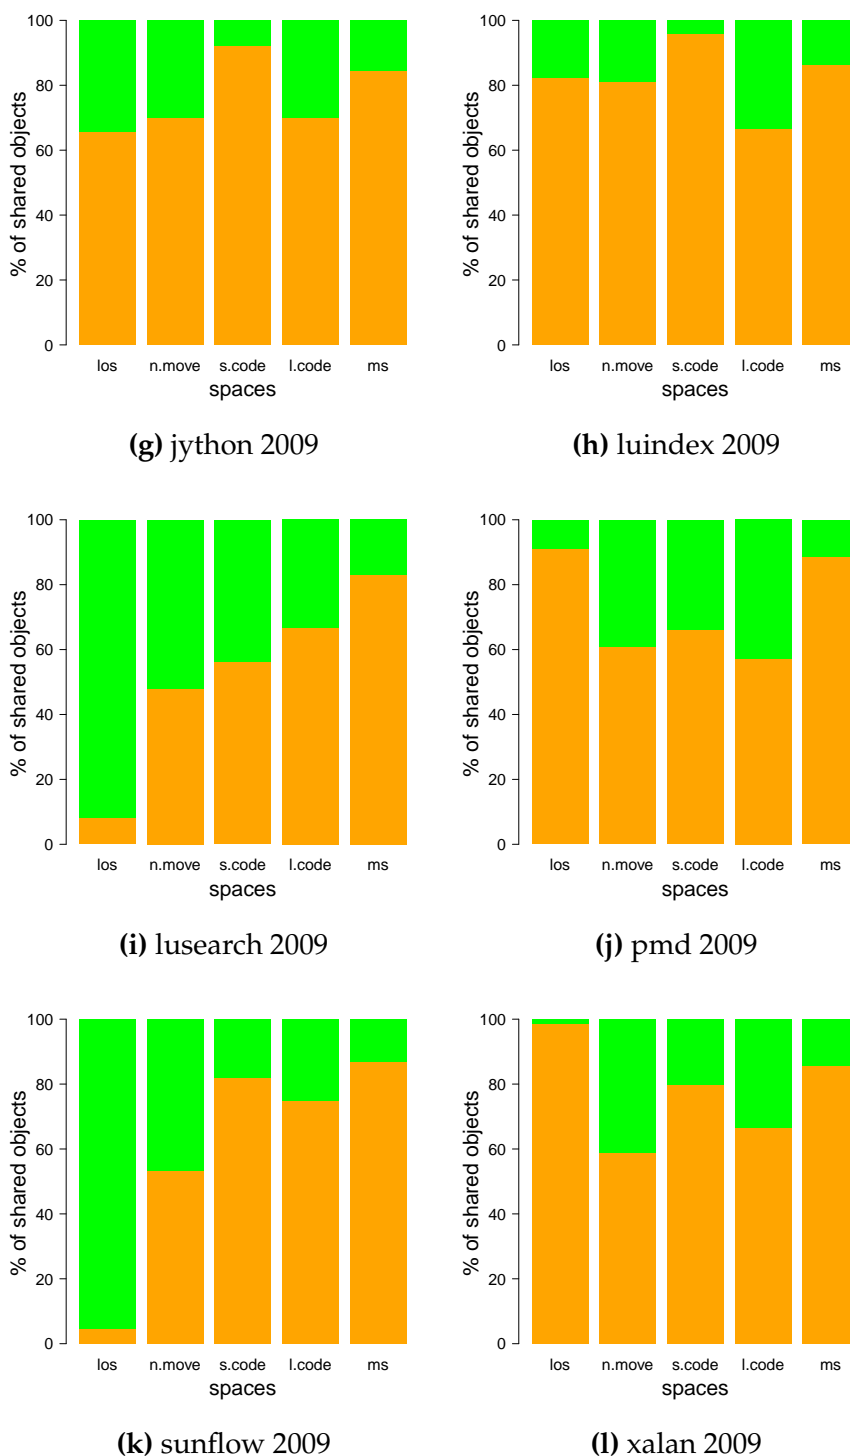 % of shared objects
100
80
60
40
20
0
los n.move s.code l.code ms
spaces
(g) jython 2009
% of shared objects
100
80
60
40
20
0
los n.move s.code l.code ms
spaces
(h) luindex 2009
% of shared objects
100
80
60
40
20
0
los n.move s.code l.code ms
spaces
(i) lusearch 2009
% of shared objects
100
80
60
40
20
0
los n.move s.code l.code ms
spaces
(j) pmd 2009
% of shared objects
100
80
60
40
20
0
los n.move s.code l.code ms
spaces
(k) sunflow 2009
% of shared objects
100
80
60
40
20
0
los n.move s.code l.code ms
spaces
(l) xalan 2009